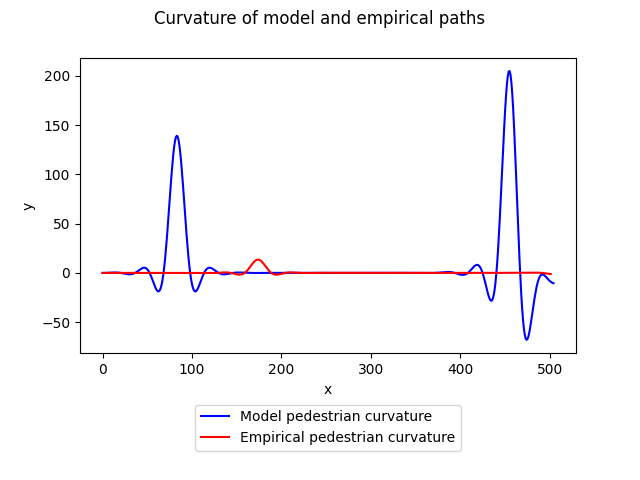 Curvature of model and empirical paths
200
150
100
50
0
−50
y
0 100 200 300 400 500
x
Model pedestrian curvature
Empirical pedestrian curvature